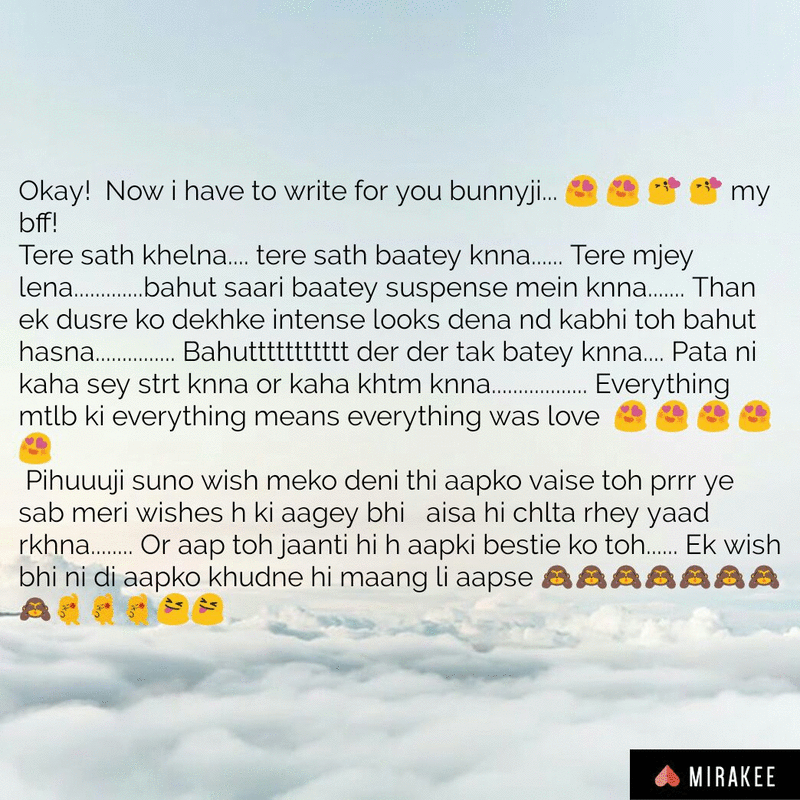 Okay!  Now i have to write for you bunnyji... 😍 😍 😘 😘 my
bff!
Tere sath khelna.... tere sath baatey knna...... Tere mjey
lena.............bahut saari baatey suspense mein knna....... Than
ek dusre ko dekhke intense looks dena nd kabhi toh bahut
hasna............... Bahutttttttttttt der der tak batey knna.... Pata ni
kaha sey strt knna or kaha khtm knna.................. Everything
mtlb ki everything means everything was love  😍 😍 😍 😍
😍
Pihuuuji suno wish meko deni thi aapko vaise toh prrr ye
sab meri wishes h ki aagey bhi   aisa hi chlta rhey yaad
rkhna........ Or aap toh jaanti hi h aapki bestie ko toh...... Ek wish
bhi ni di aapko khudne hi maang li aapse 🙈🙈🙈🙈🙈🙈🙈
🙈💃💃💃😝😝
MIRAKEE